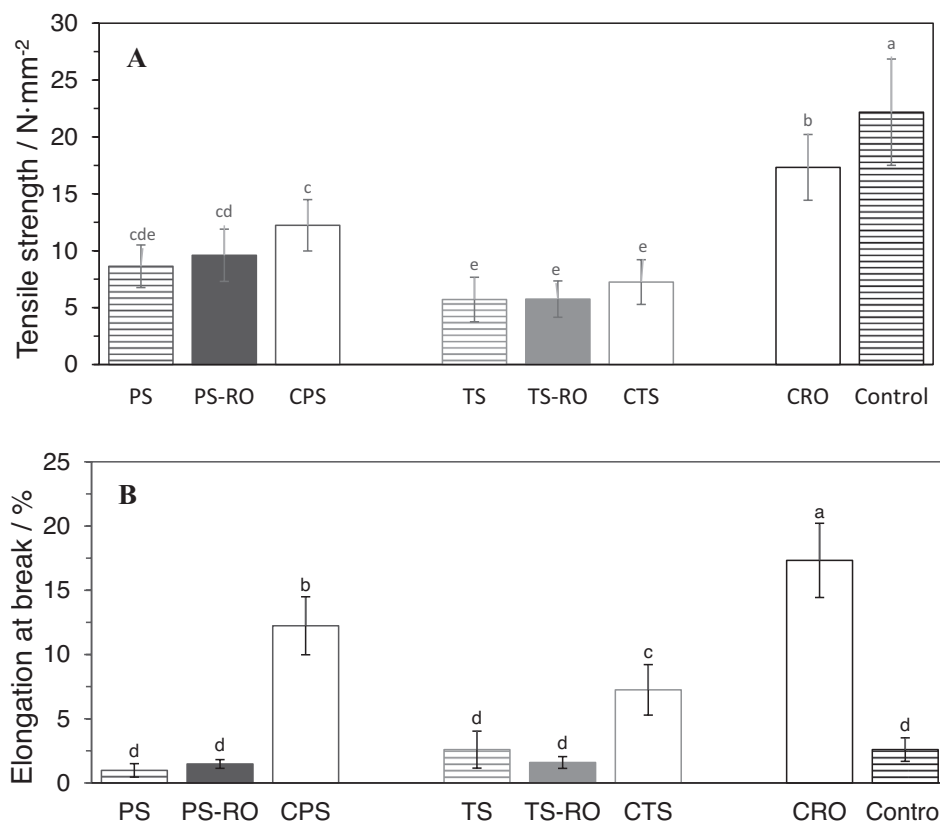 A
Tensile strength / N·mm⁻²
30
25
20
15
10
5
0
cde
cd
c
e
e
e
b
a
PS
PS-RO
CPS
TS
TS-RO
CTS
CRO
Control
B
Elongation at break / %
25
20
15
10
5
0
d
d
b
d
d
c
a
d
PS
PS-RO
CPS
TS
TS-RO
CTS
CRO
Contro